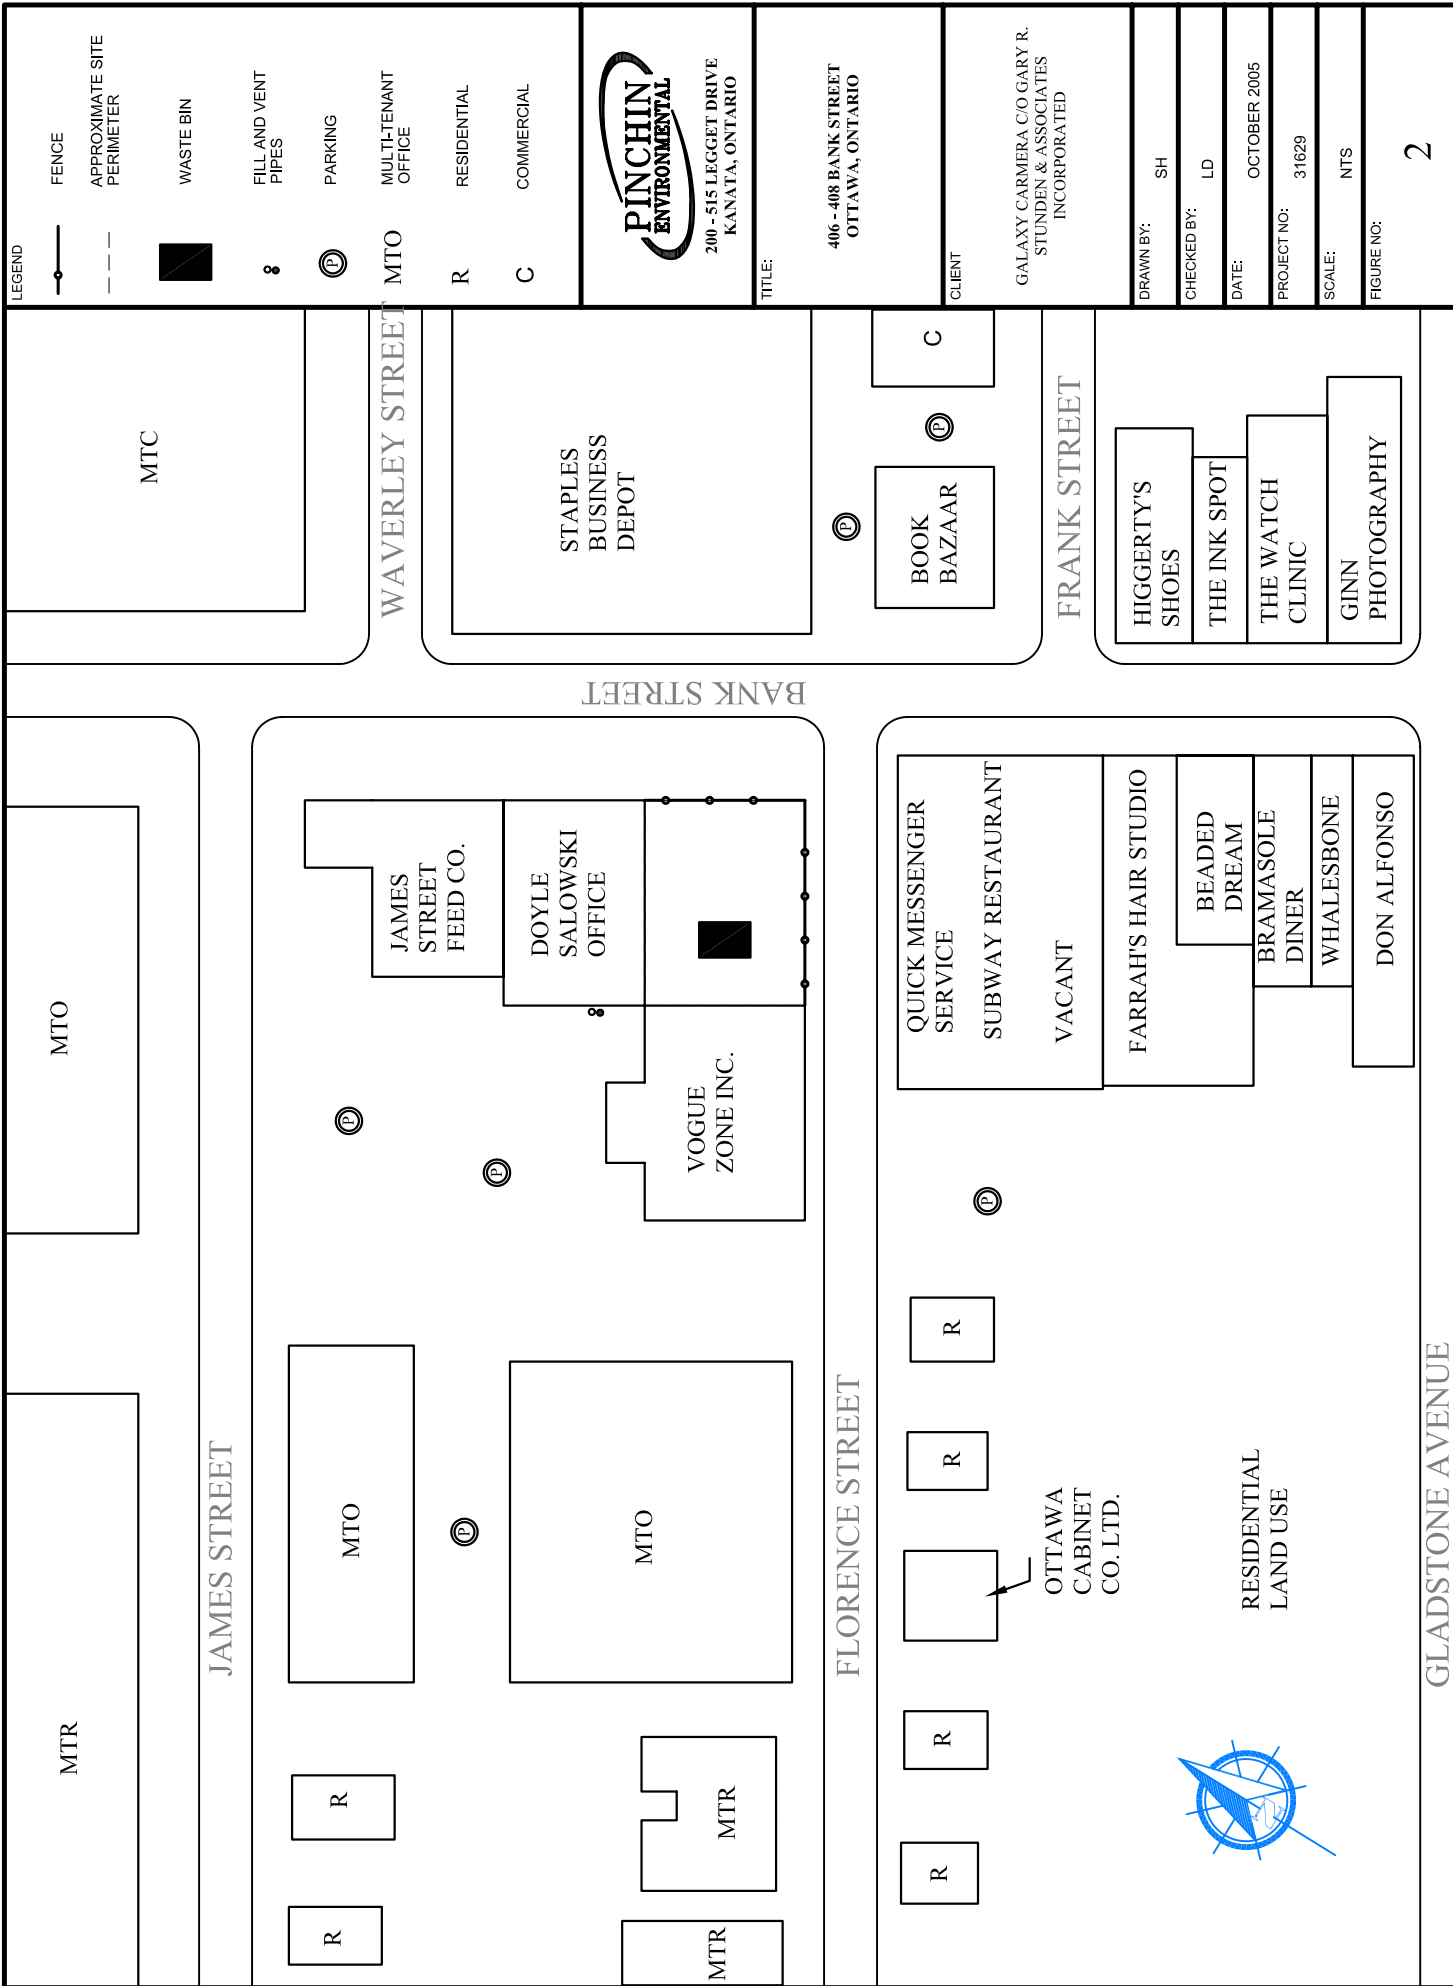 LEGEND
FENCE
APPROXIMATE SITE
PERIMETER
WASTE BIN
FILL AND VENT
PIPES
P
PARKING
MTO
MULTI-TENANT
OFFICE
R
RESIDENTIAL
C
COMMERCIAL
PINCHIN
ENVIRONMENTAL
200 - 515 LEGGET DRIVE
KANATA, ONTARIO
TITLE:
406 - 408 BANK STREET
OTTAWA, ONTARIO
CLIENT
GALAXY CARMERA C/O GARY R.
STUNDEN & ASSOCIATES
INCORPORATED
DRAWN BY:
SH
CHECKED BY:
LD
DATE:
OCTOBER 2005
PROJECT NO:
31629
SCALE:
NTS
FIGURE NO:
2
MTR
MTO
MTC
JAMES STREET
WAVERLEY STREET
BANK STREET
R
R
MTO
P
MTO
MTR
MTR
P
P
JAMES
STREET
FEED CO.
DOYLE
SALOWSKI
OFFICE
VOGUE
ZONE INC.
STAPLES
BUSINESS
DEPOT
P
BOOK
BAZAAR
P
C
FLORENCE STREET
FRANK STREET
R
R
OTTAWA
CABINET
CO. LTD.
R
R
P
RESIDENTIAL
LAND USE
N
QUICK MESSENGER
SERVICE
SUBWAY RESTAURANT
VACANT
FARRAH'S HAIR STUDIO
BEADED
DREAM
BRAMASOLE
DINER
WHALESBONE
DON ALFONSO
HIGGERTY'S
SHOES
THE INK SPOT
THE WATCH
CLINIC
GINN
PHOTOGRAPHY
GLADSTONE AVENUE